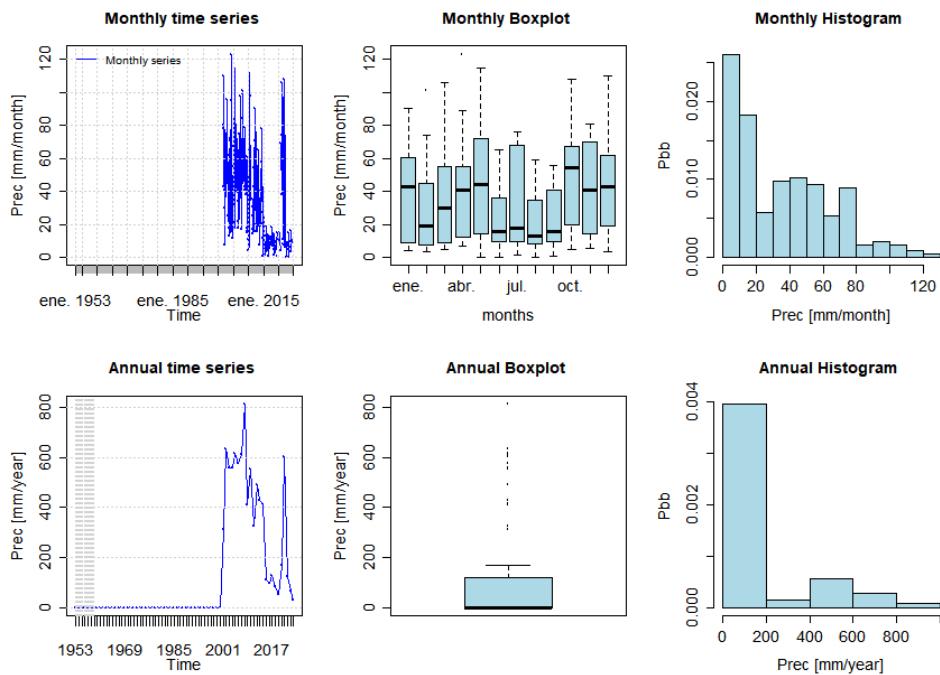 Monthly time series
Prec [mm/month]
0 20 40 60 80 120
Monthly series
ene. 1953 ene. 1985 ene. 2015
Time
Monthly Boxplot
Prec [mm/month]
0 20 40 60 80 120
ene. abr. jul. oct.
months
Monthly Histogram
Pbb
0.000 0.010 0.020
0 20 40 60 80 120
Prec [mm/month]
Annual time series
Prec [mm/year]
0 200 400 600 800
1953 1969 1985 2001 2017
Time
Annual Boxplot
Prec [mm/year]
0 200 400 600 800
Annual Histogram
Pbb
0.000 0.002 0.004
0 200 400 600 800
Prec [mm/year]